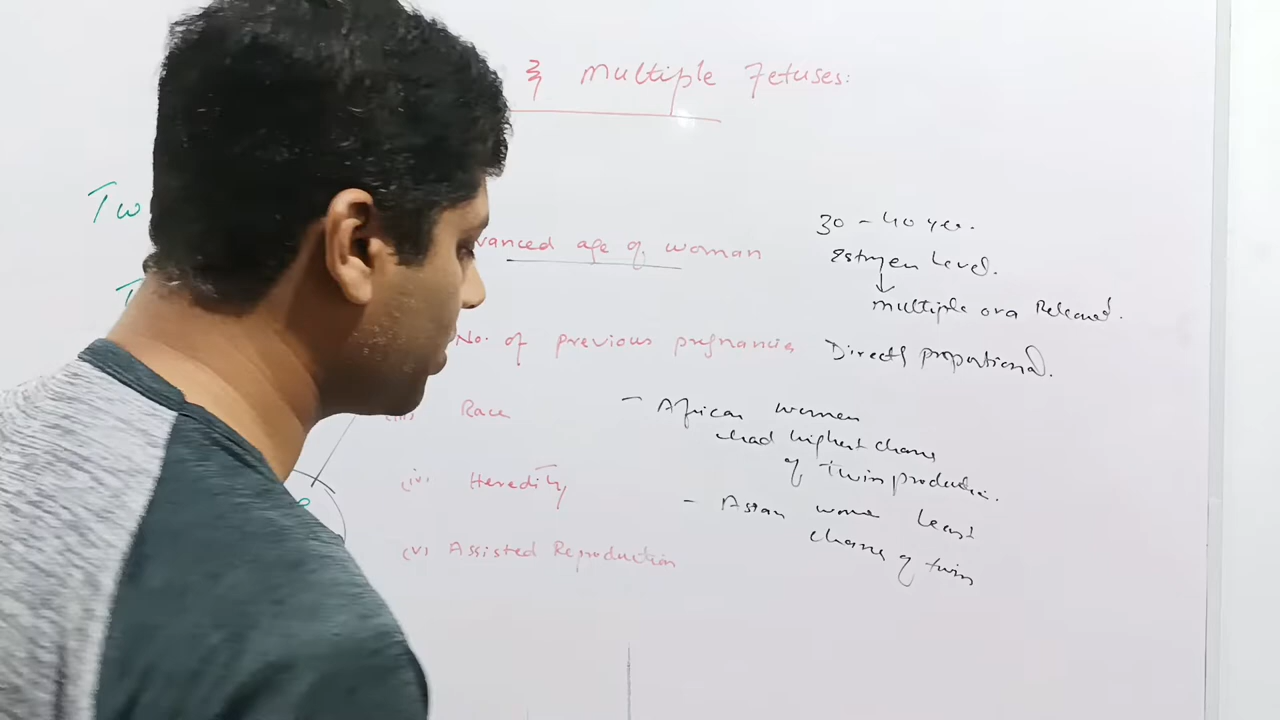 & Multiple Fetuses:
Tw
T
vanced age of woman
30 - 40 yrs.
Estrogen Level.
↓
multiple ova Released.
No. of previous pregnancies
Directly proportional.
(iii) Race
- African women
had highest chance
of twin production.
(iv) Heredity
- Asian women least
chance of twin
(v) Assisted Reproduction